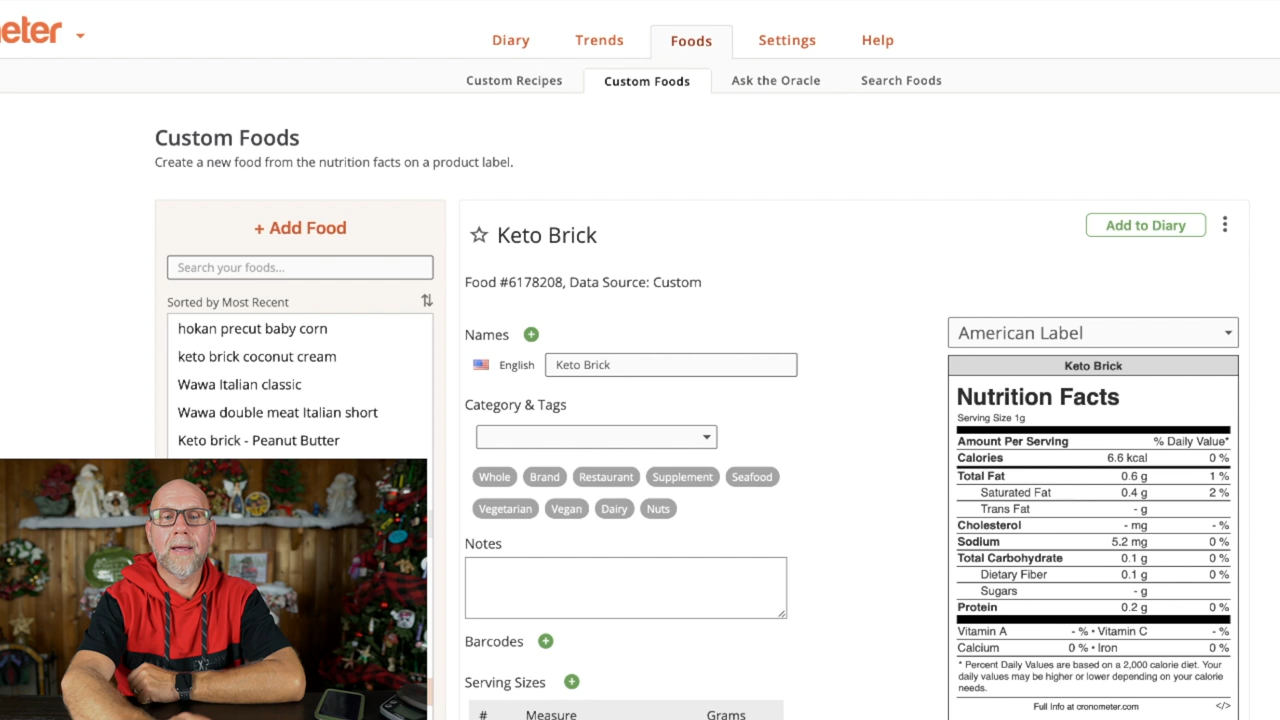 eter
Diary Trends Foods Settings Help
Custom Recipes Custom Foods Ask the Oracle Search Foods
Custom Foods
Create a new food from the nutrition facts on a product label.
+ Add Food
Search your foods...
Sorted by Most Recent
hokan precut baby corn
keto brick coconut cream
Wawa Italian classic
Wawa double meat Italian short
Keto brick - Peanut Butter
Keto Brick
Add to Diary
Food #6178208, Data Source: Custom
Names
English Keto Brick
Category & Tags
Whole Brand Restaurant Supplement Seafood
Vegetarian Vegan Dairy Nuts
Notes
Barcodes
Serving Sizes
# Measure Grams
American Label
Keto Brick
Nutrition Facts
Serving Size 1g
Amount Per Serving % Daily Value*
Calories 6.6 kcal 0 %
Total Fat 0.6 g 1 %
Saturated Fat 0.4 g 2 %
Trans Fat - g
Cholesterol - mg - %
Sodium 5.2 mg 0 %
Total Carbohydrate 0.1 g 0 %
Dietary Fiber 0.1 g 0 %
Sugars - g
Protein 0.2 g 0 %
Vitamin A - % • Vitamin C - %
Calcium 0 % • Iron 0 %
* Percent Daily Values are based on a 2,000 calorie diet. Your
daily values may be higher or lower depending on your calorie
needs.
Full Info at cronometer.com </>